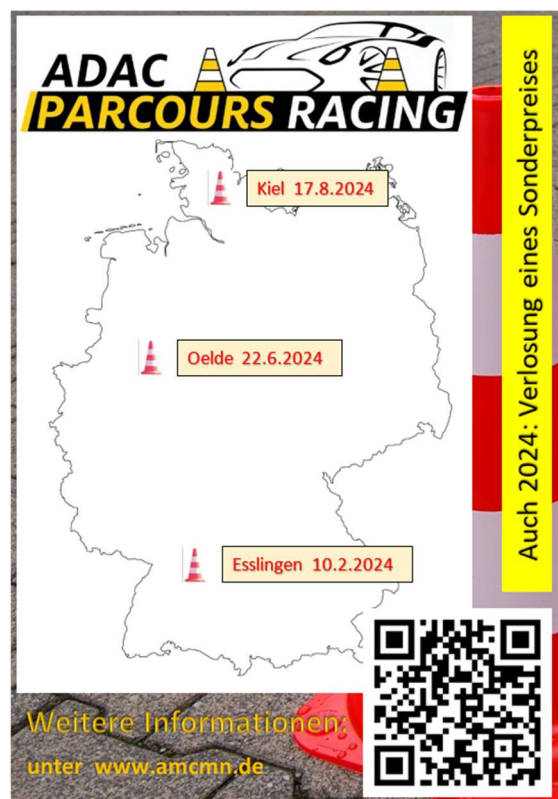 ADAC
PARCOURS RACING
Kiel 17.8.2024
Oelde 22.6.2024
Esslingen 10.2.2024
Auch 2024: Verlosung eines Sonderpreises
Weitere Informationen:
unter www.amcmn.de